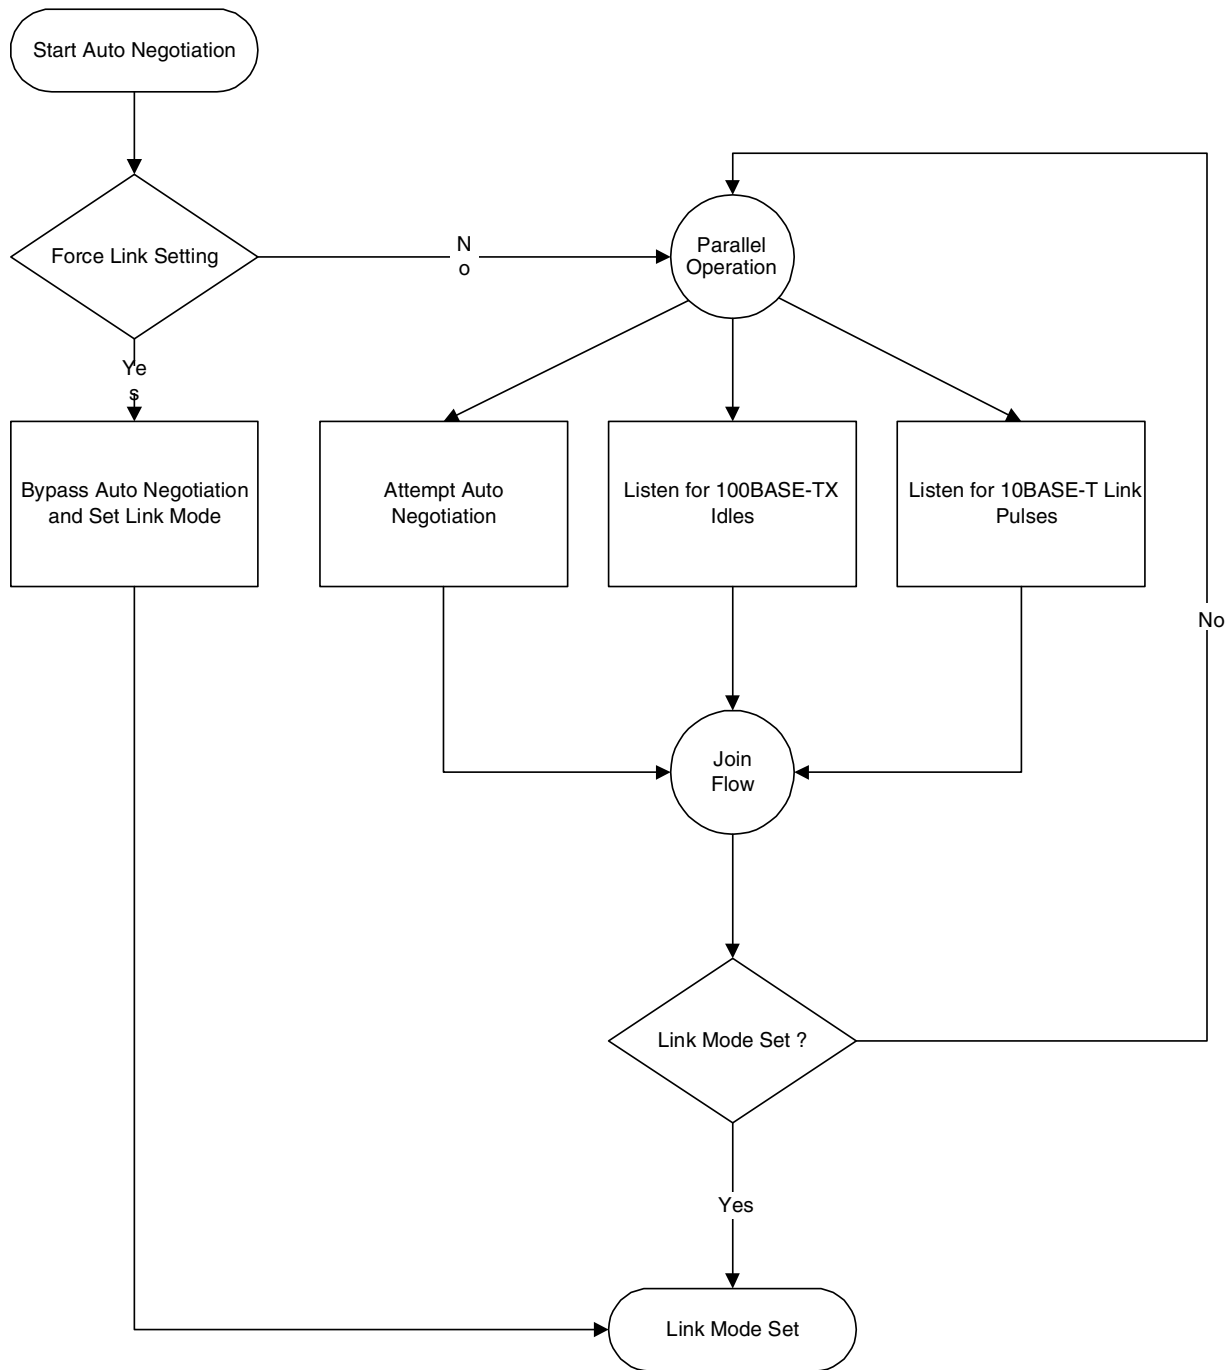 Start Auto Negotiation
Force Link Setting
N
o
Parallel
Operation
Ye
s
Bypass Auto Negotiation
and Set Link Mode
Attempt Auto
Negotiation
Listen for 100BASE-TX
Idles
Listen for 10BASE-T Link
Pulses
No
Join
Flow
Link Mode Set ?
Yes
Link Mode Set